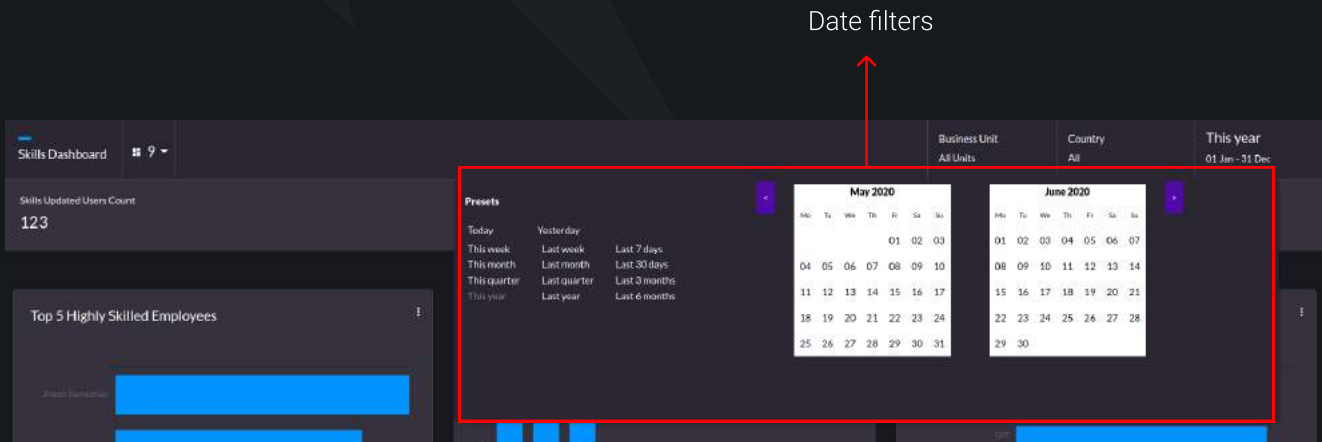 Date filters
Skills Dashboard
9
Business Unit
All Units
Country
All
This year
01 Jan - 31 Dec
Skills Updated Users Count
123
Presets
Today Yesterday
This week Last week Last 7 days
This month Last month Last 30 days
This quarter Last quarter Last 3 months
This year Last year Last 6 months
<
May 2020
Mo Tu We Th Fr Sa Su
01 02 03
04 05 06 07 08 09 10
11 12 13 14 15 16 17
18 19 20 21 22 23 24
25 26 27 28 29 30 31
June 2020
Mo Tu We Th Fr Sa Su
01 02 03 04 05 06 07
08 09 10 11 12 13 14
15 16 17 18 19 20 21
22 23 24 25 26 27 28
29 30
>
Top 5 Highly Skilled Employees